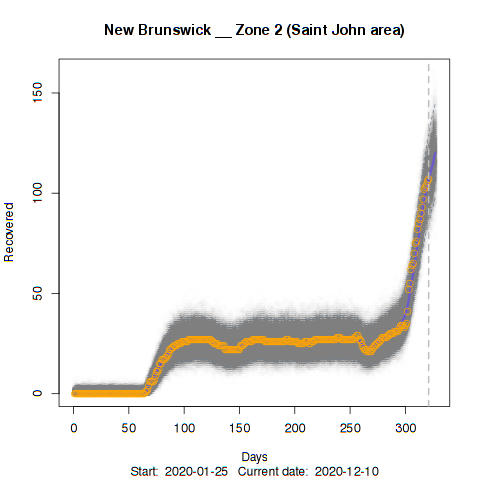 New Brunswick __ Zone 2 (Saint John area)
150
100
50
0
Recovered
0 50 100 150 200 250 300
Days
Start: 2020-01-25 Current date: 2020-12-10